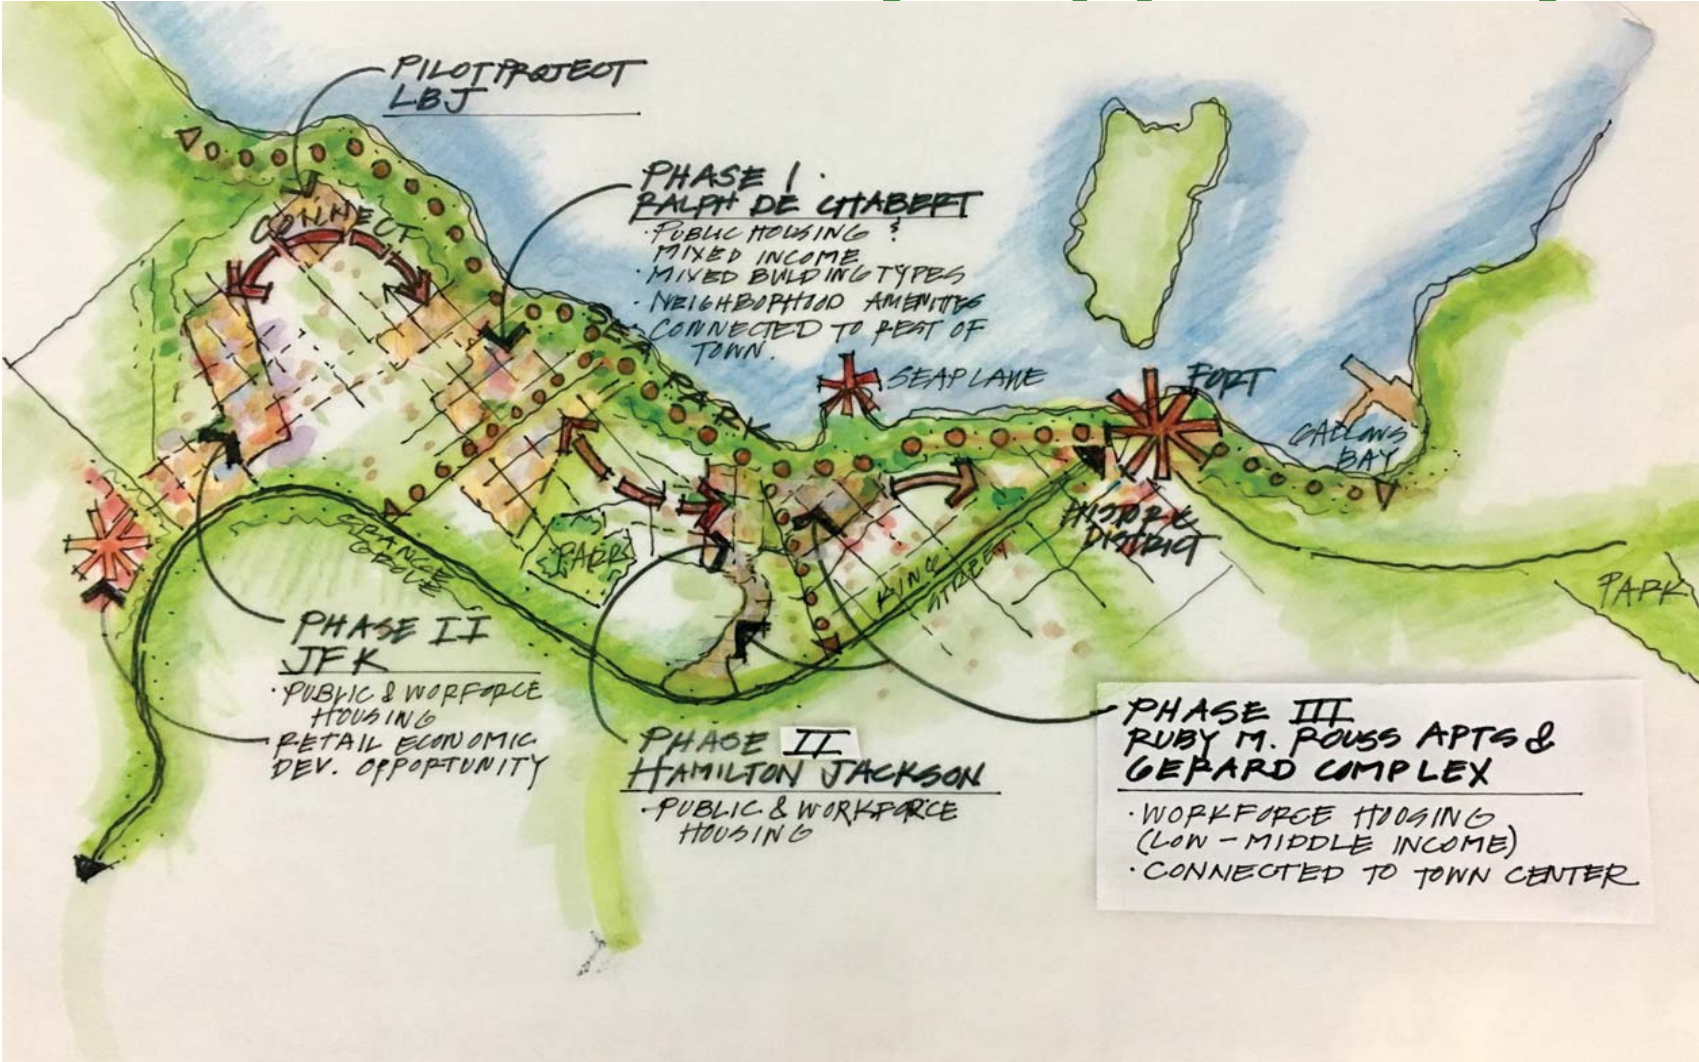 PILOT PROJECT
LBJ
PHASE I
RALPH DE CHABERT
· PUBLIC HOUSING &
MIXED INCOME
· MIXED BUILDING TYPES
· NEIGHBORHOOD AMENITIES
CONNECTED TO REST OF
TOWN.
CONNECT
SEA
PARK
SEAPLANE
FORT
GALLOWS
BAY
HISTORIC
DISTRICT
KING
STREET
PARK
ORANGE
GROVE
PARK
PHASE II
JFK
· PUBLIC & WORFORCE
HOUSING
RETAIL ECONOMIC
DEV. OPPORTUNITY
PHASE II
HAMILTON JACKSON
· PUBLIC & WORKFORCE
HOUSING
PHASE III
RUBY M. ROUSS APTS &
GERARD COMPLEX
· WORKFORCE HOUSING
(LOW-MIDDLE INCOME)
· CONNECTED TO TOWN CENTER